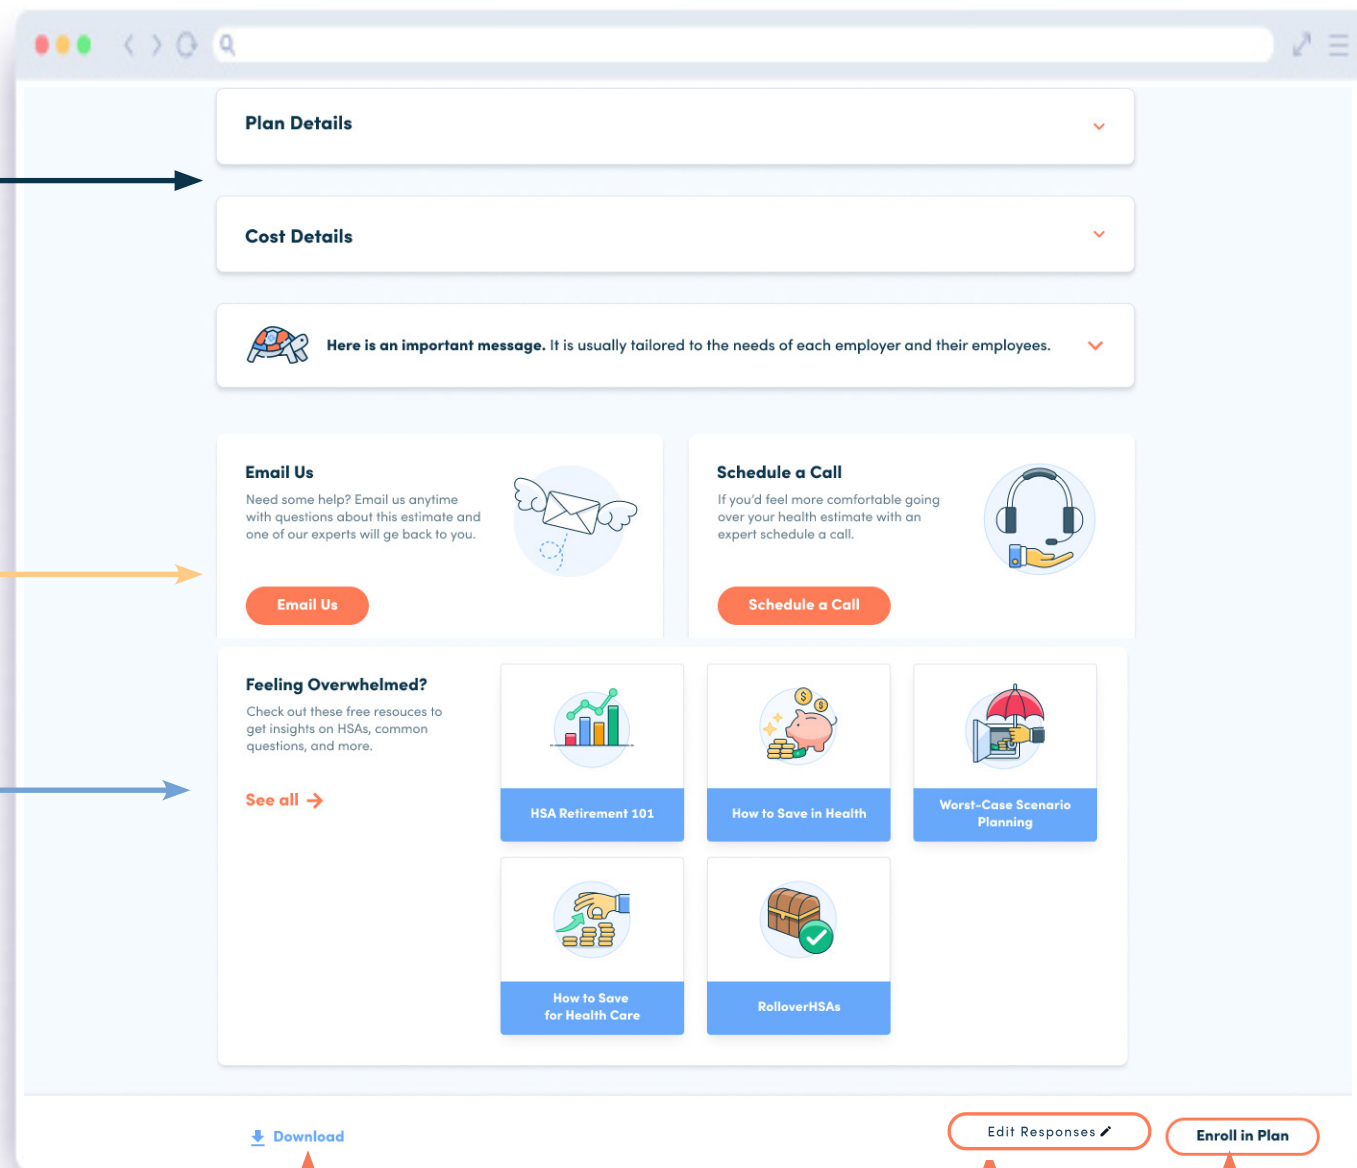 Plan Details
Cost Details
Here is an important message. It is usually tailored to the needs of each employer and their employees.
Email Us
Need some help? Email us anytime
with questions about this estimate and
one of our experts will ge back to you.
Email Us
Schedule a Call
If you'd feel more comfortable going
over your health estimate with an
expert schedule a call.
Schedule a Call
Feeling Overwhelmed?
Check out these free resouces to
get insights on HSAs, common
questions, and more.
See all
HSA Retirement 101
How to Save in Health
Worst-Case Scenario
Planning
How to Save
for Health Care
RolloverHSAs
Download
Edit Responses
Enroll in Plan